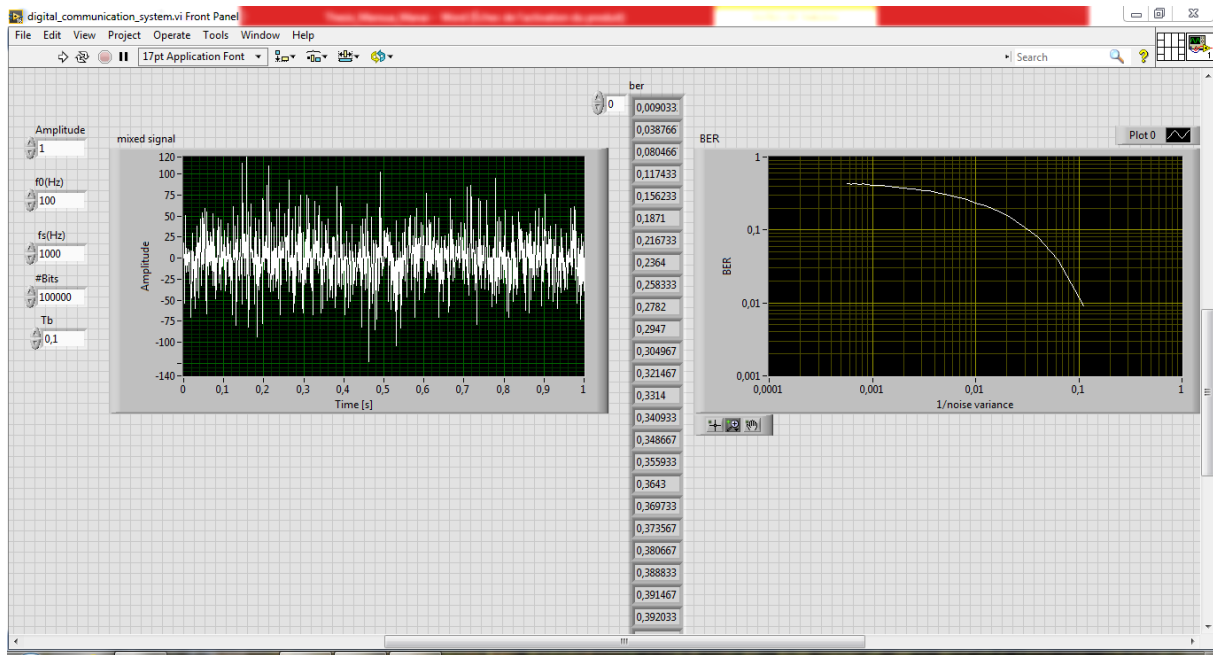 digital_communication_system.vi Front Panel
File Edit View Project Operate Tools Window Help
17pt Application Font
Search
1
Amplitude
1
f0(Hz)
100
fs(Hz)
1000
#Bits
100000
Tb
0,1
mixed signal
Amplitude
120
100
75
50
25
0
-25
-50
-75
-100
-140
0 0,1 0,2 0,3 0,4 0,5 0,6 0,7 0,8 0,9 1
Time [s]
ber
0
0,009033
0,038766
0,080466
0,117433
0,156233
0,1871
0,216733
0,2364
0,258333
0,2782
0,2947
0,304967
0,321467
0,3314
0,340933
0,348667
0,355933
0,3643
0,369733
0,373567
0,380667
0,388833
0,391467
0,392033
BER
Plot 0
BER
1
0,1
0,01
0,001
0,0001 0,001 0,01 0,1 1
1/noise variance